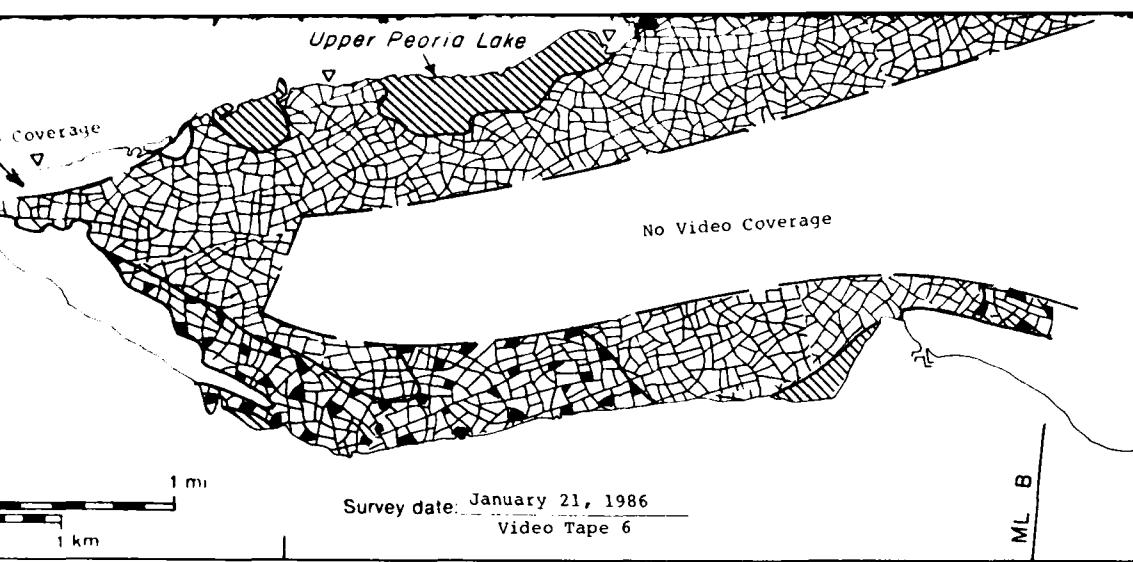 Upper Peoria Lake
Coverage
No Video Coverage
1 mi
1 km
Survey date: January 21, 1986
Video Tape 6
ML B